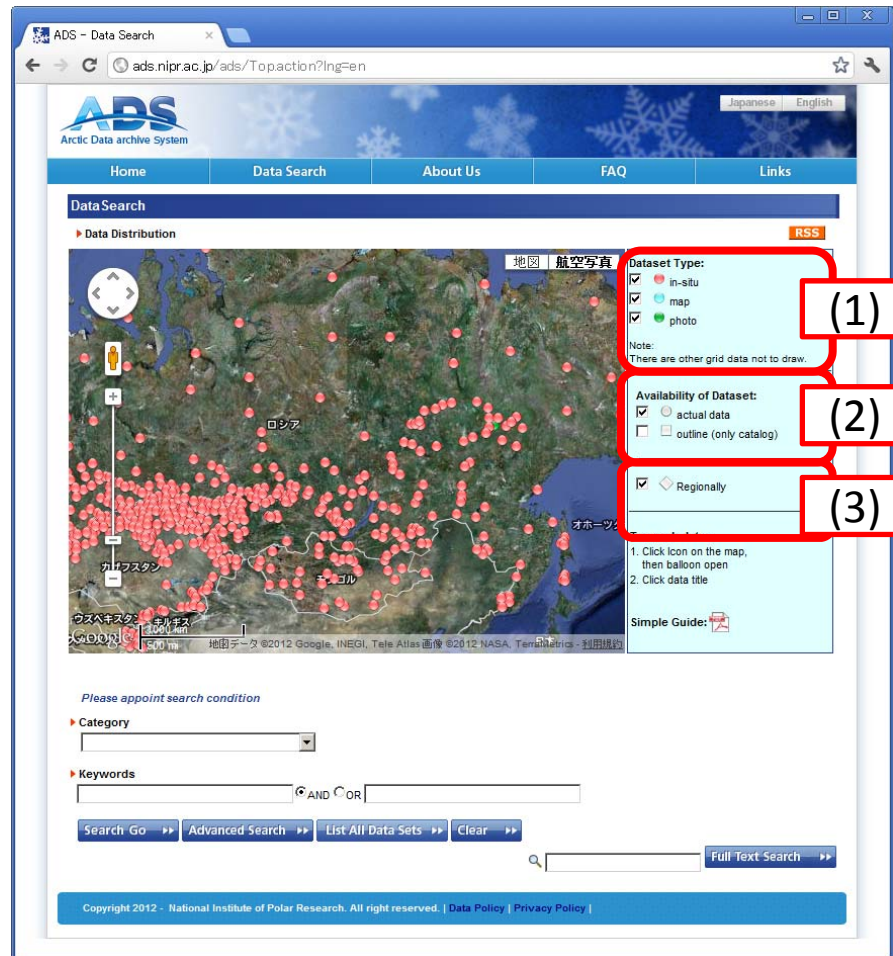 ADS - Data Search
ads.nipr.ac.jp/ads/Top.action?lng=en
ADS
Arctic Data archive System
Japanese English
Home Data Search About Us FAQ Links
DataSearch
Data Distribution
RSS
地図 航空写真
ロシア
オホーツ
カザフスタン
モンゴル
ウズベキスタン
キルギス
日本
Google
1000 km
500 mi
地図データ ©2012 Google, INEGI, Tele Atlas 画像 ©2012 NASA, TerraMetrics - 利用規約
Dataset Type:
in-situ
map
photo
Note:
There are other grid data not to draw.
(1)
Availability of Dataset:
actual data
outline (only catalog)
(2)
Regionally
(3)
1. Click Icon on the map,
then balloon open
2. Click data title
Simple Guide:
Please appoint search condition
Category
Keywords
AND OR
Search Go Advanced Search List All Data Sets Clear
Full Text Search
Copyright 2012 - National Institute of Polar Research. All right reserved. | Data Policy | Privacy Policy |